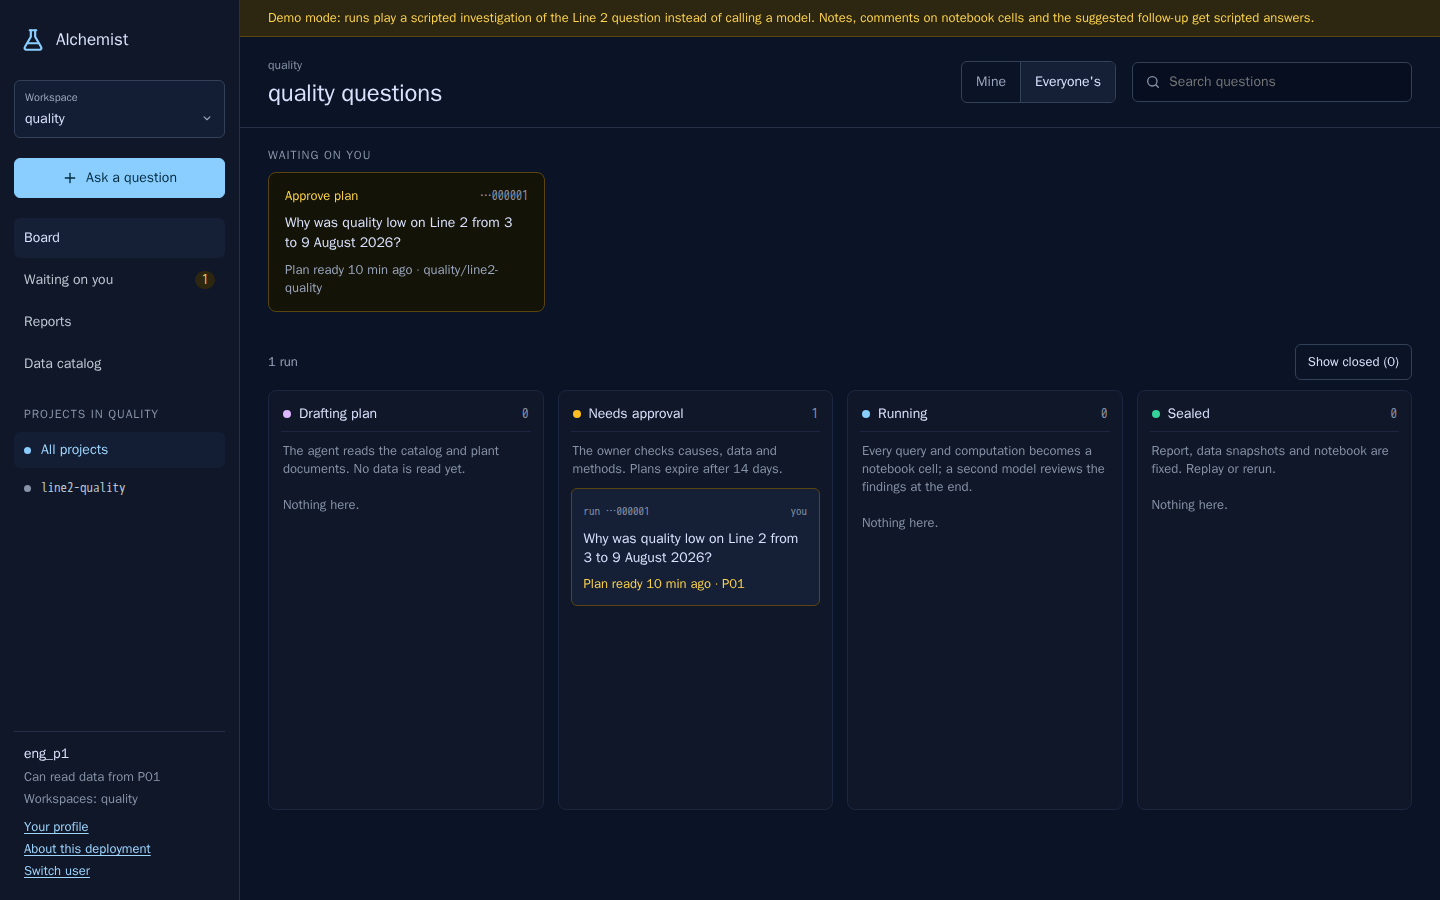 Alchemist
Workspace
quality
Ask a question
Board
Waiting on you
1
Reports
Data catalog
PROJECTS IN QUALITY
All projects
line2-quality
eng_p1
Can read data from P01
Workspaces: quality
Your profile
About this deployment
Switch user
Demo mode: runs play a scripted investigation of the Line 2 question instead of calling a model. Notes, comments on notebook cells and the suggested follow-up get scripted answers.
quality
quality questions
Mine
Everyone's
Search questions
WAITING ON YOU
Approve plan
···000001
Why was quality low on Line 2 from 3
to 9 August 2026?
Plan ready 10 min ago · quality/line2-
quality
1 run
Show closed (0)
Drafting plan
0
The agent reads the catalog and plant
documents. No data is read yet.
Nothing here.
Needs approval
1
The owner checks causes, data and
methods. Plans expire after 14 days.
run ···000001
you
Why was quality low on Line 2 from
3 to 9 August 2026?
Plan ready 10 min ago · P01
Running
0
Every query and computation becomes a
notebook cell; a second model reviews the
findings at the end.
Nothing here.
Sealed
0
Report, data snapshots and notebook are
fixed. Replay or rerun.
Nothing here.